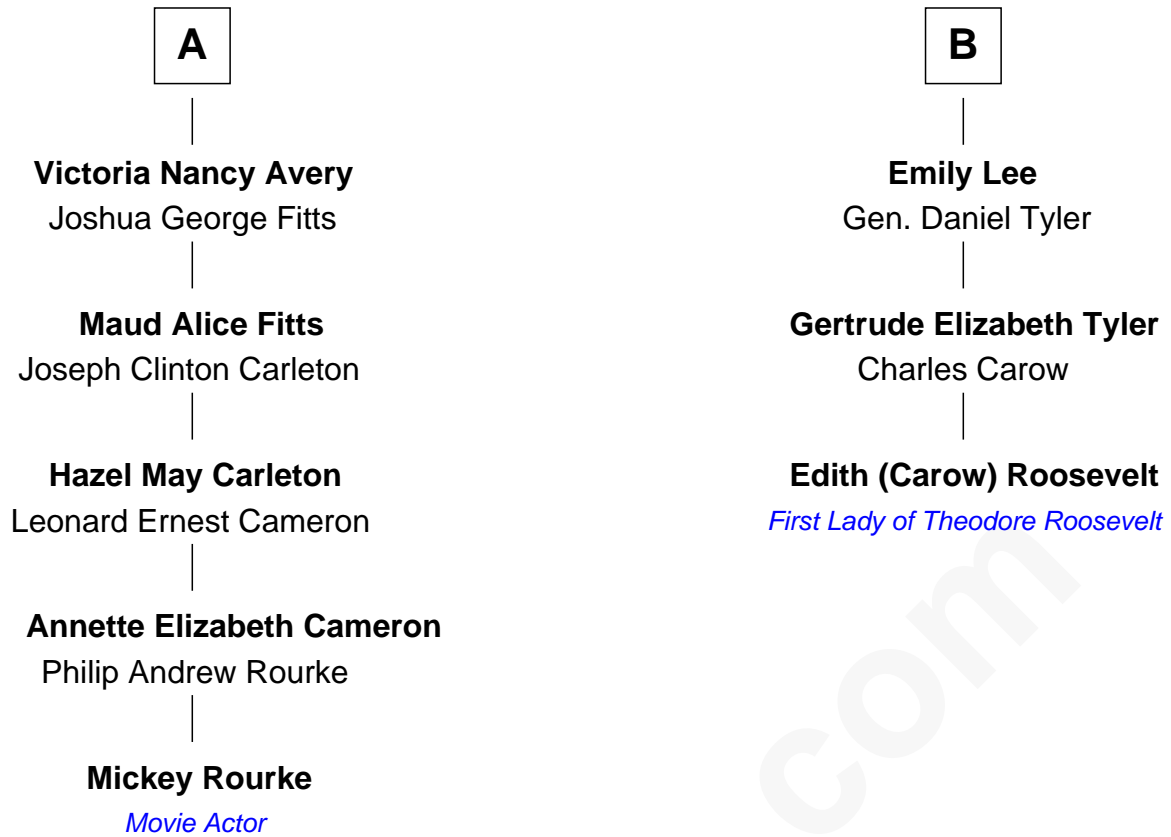 A
Victoria Nancy Avery
Joshua George Fitts
Maud Alice Fitts
Joseph Clinton Carleton
Hazel May Carleton
Leonard Ernest Cameron
Annette Elizabeth Cameron
Philip Andrew Rourke
Mickey Rourke
Movie Actor
B
Emily Lee
Gen. Daniel Tyler
Gertrude Elizabeth Tyler
Charles Carow
Edith (Carow) Roosevelt
First Lady of Theodore Roosevelt
com